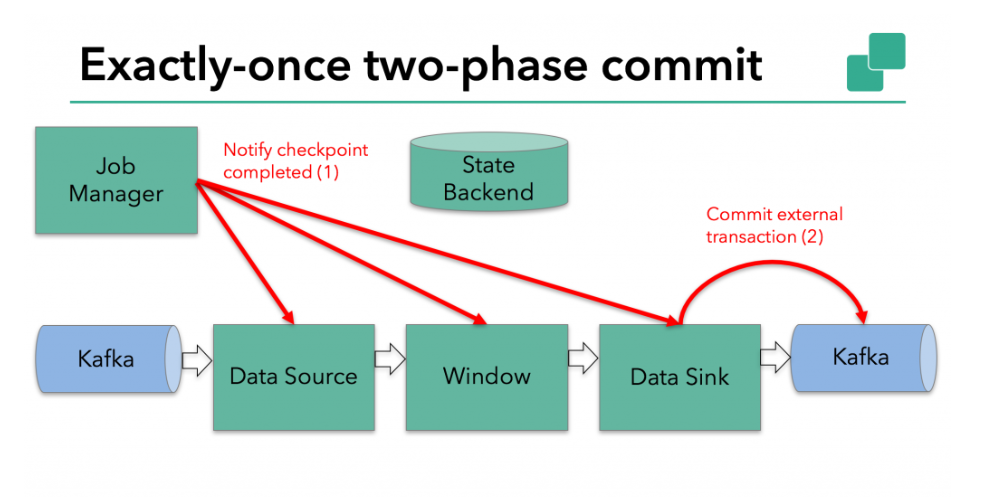 Exactly-once two-phase commit
Job
Manager
Notify checkpoint
completed (1)
State
Backend
Commit external
transaction (2)
Kafka
Data Source
Window
Data Sink
Kafka